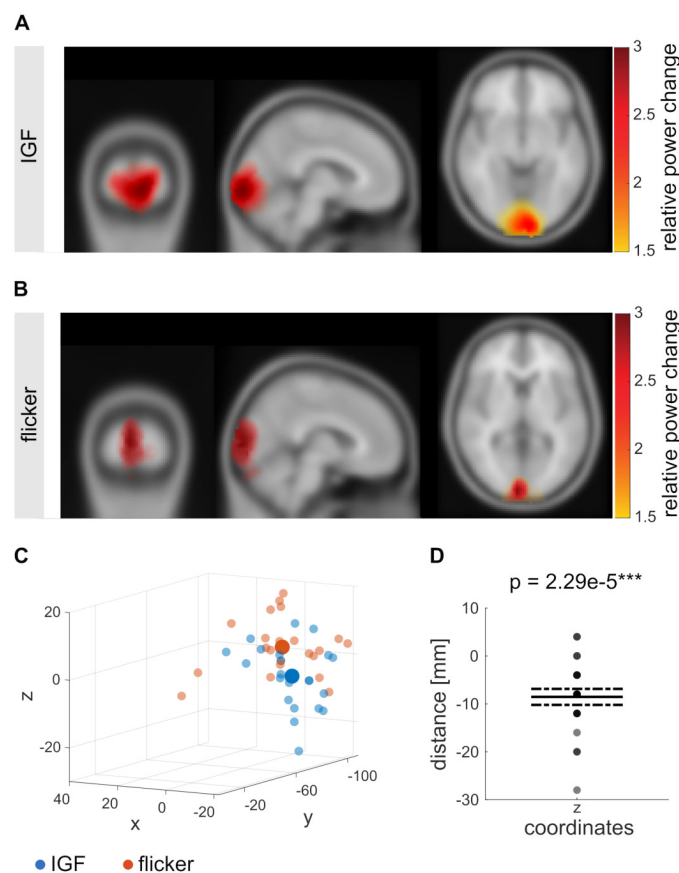 A
IGF
3
2.5
2
1.5
relative power change
B
flicker
3
2.5
2
1.5
relative power change
C
20
0
-20
z
40
20
0
-20
x
-20
-60
-100
y
IGF
flicker
D
p = 2.29e-5***
10
0
-10
-20
-30
distance [mm]
z
coordinates